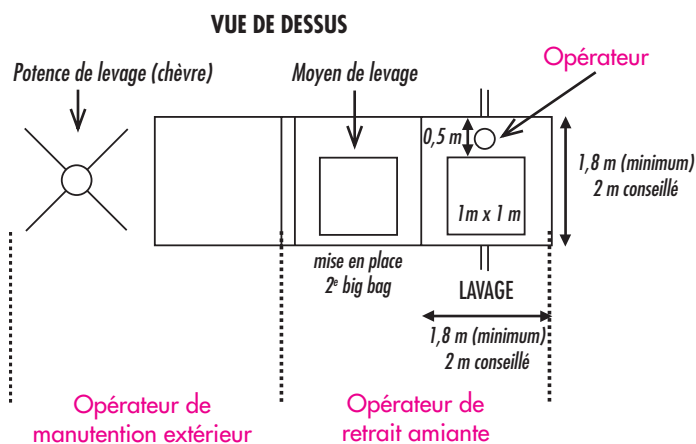 VUE DE DESSUS
Potence de levage (chèvre)
Moyen de levage
Opérateur
0,5 m
1,8 m (minimum)
2 m conseillé
1m x 1 m
mise en place
2e big bag
LAVAGE
1,8 m (minimum)
2 m conseillé
Opérateur de
manutention extérieur
Opérateur de
retrait amiante